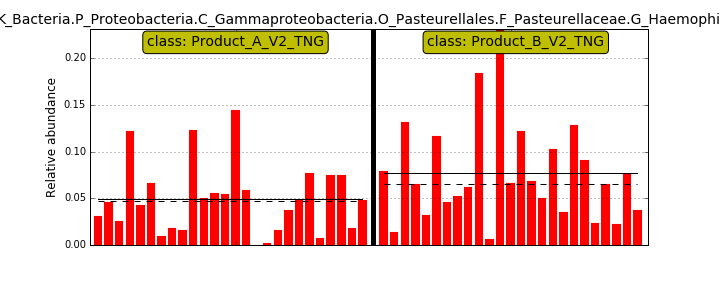 K_Bacteria.P_Proteobacteria.C_Gammaproteobacteria.O_Pasteurellales.F_Pasteurellaceae.G_Haemophi
class: Product_A_V2_TNG
class: Product_B_V2_TNG
Relative abundance
0.20
0.15
0.10
0.05
0.00